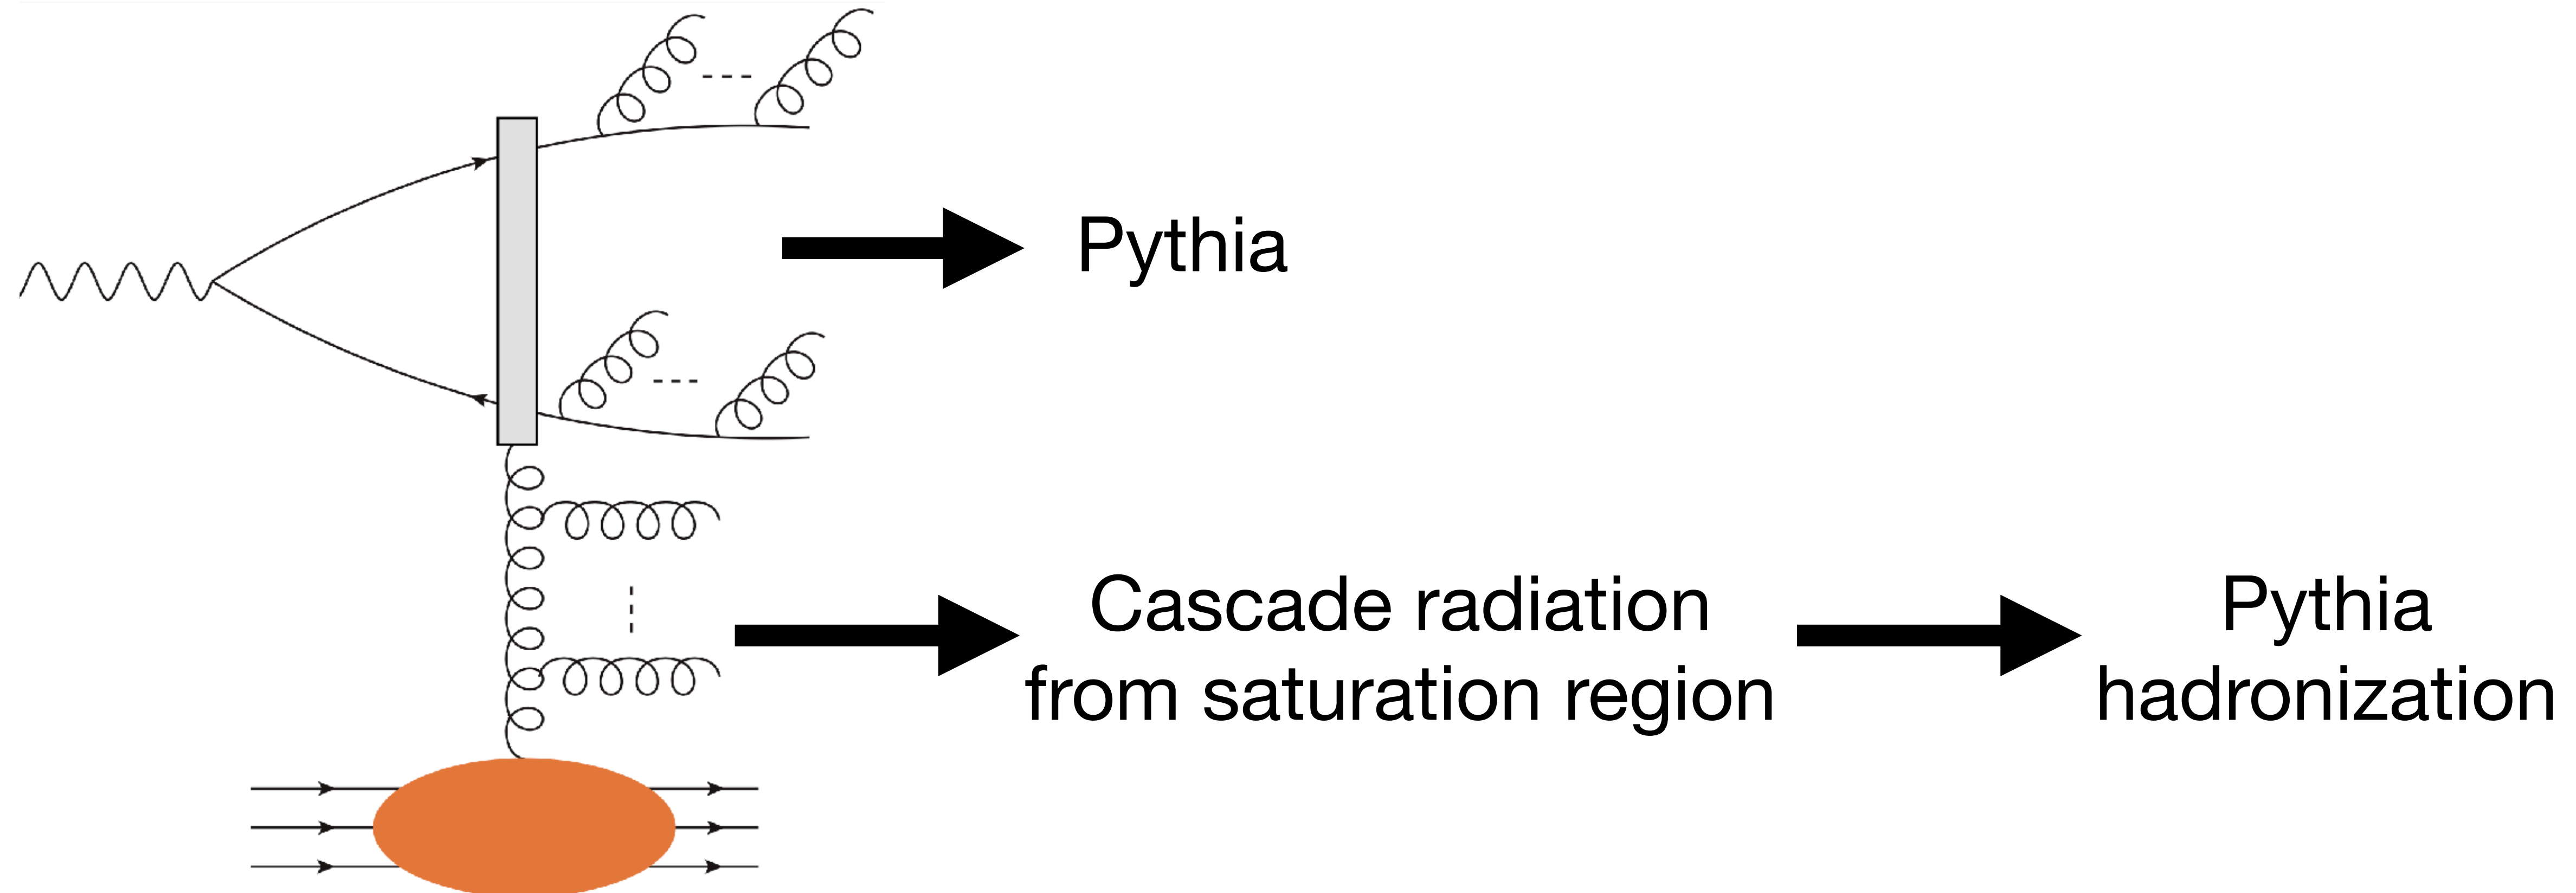 Pythia
Cascade radiation
from saturation region
Pythia
hadronization